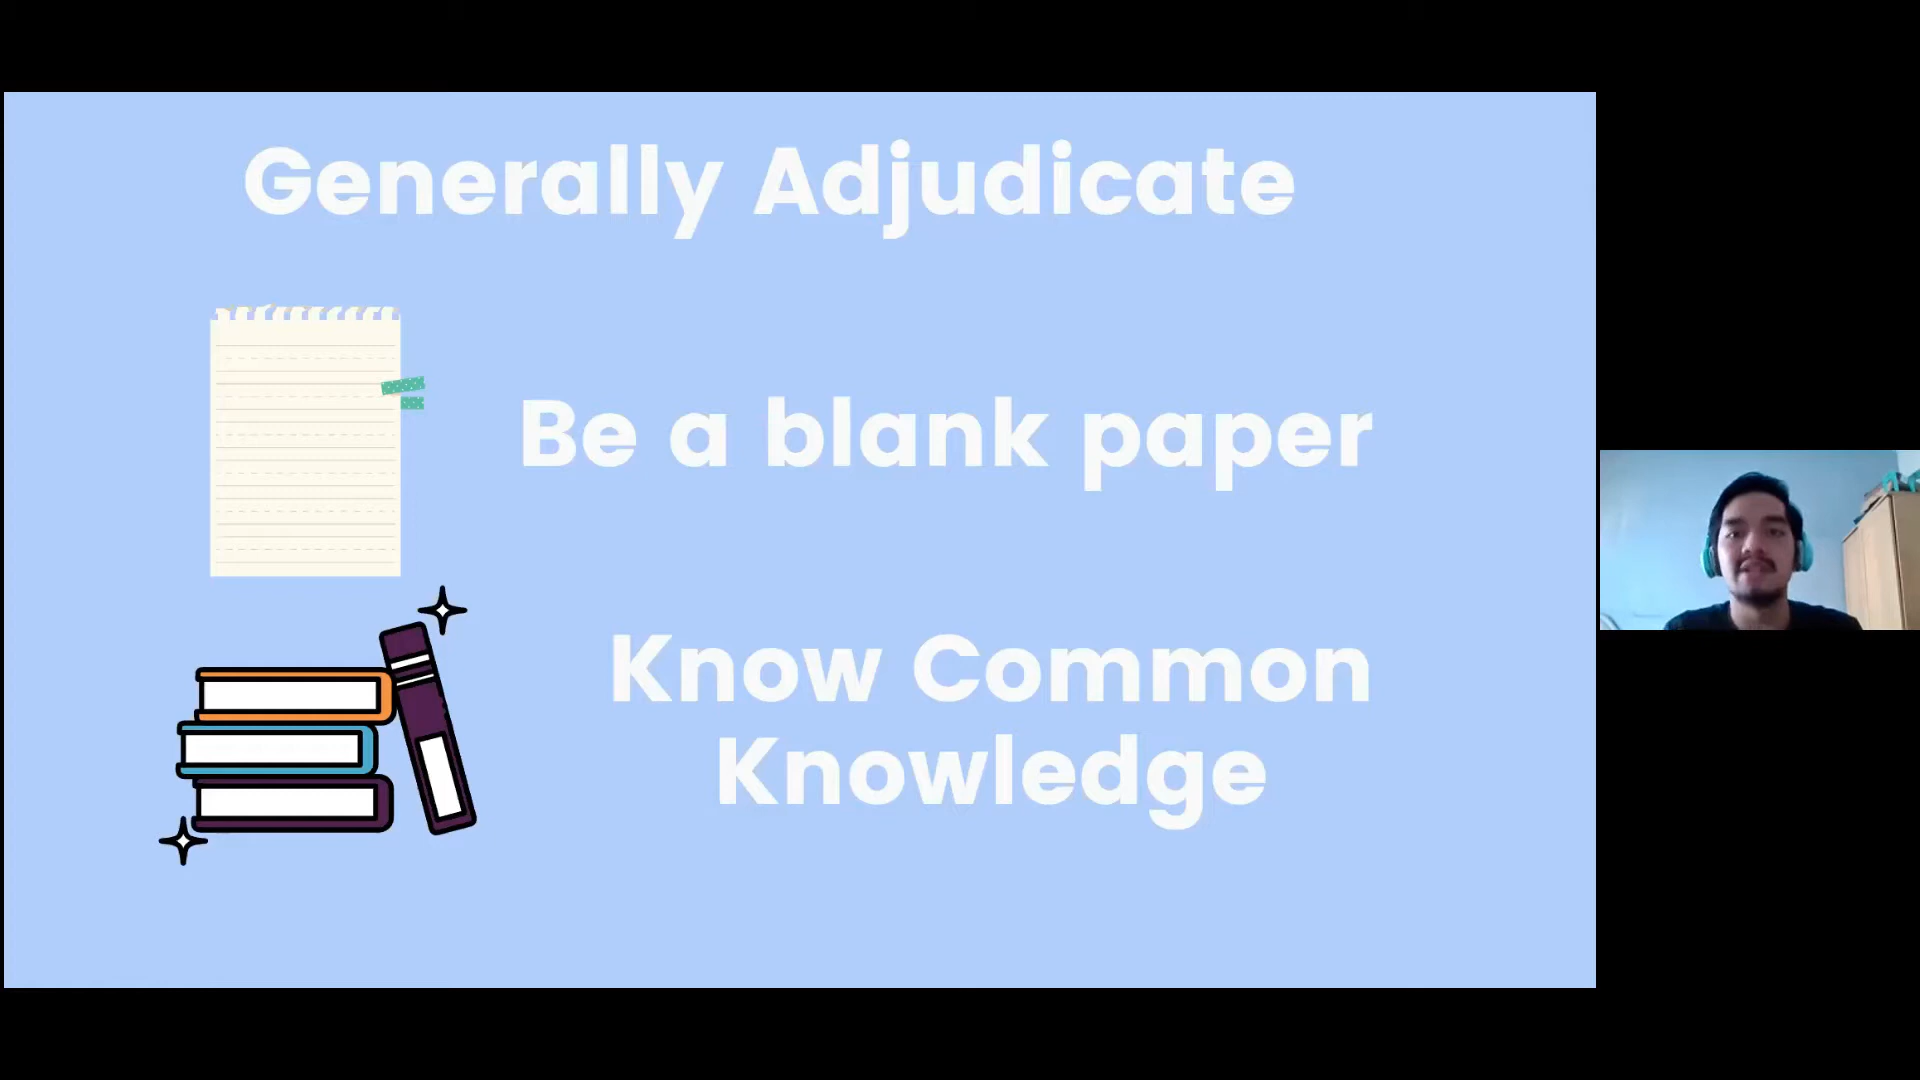 Generally Adjudicate
Be a blank paper
Know Common
Knowledge